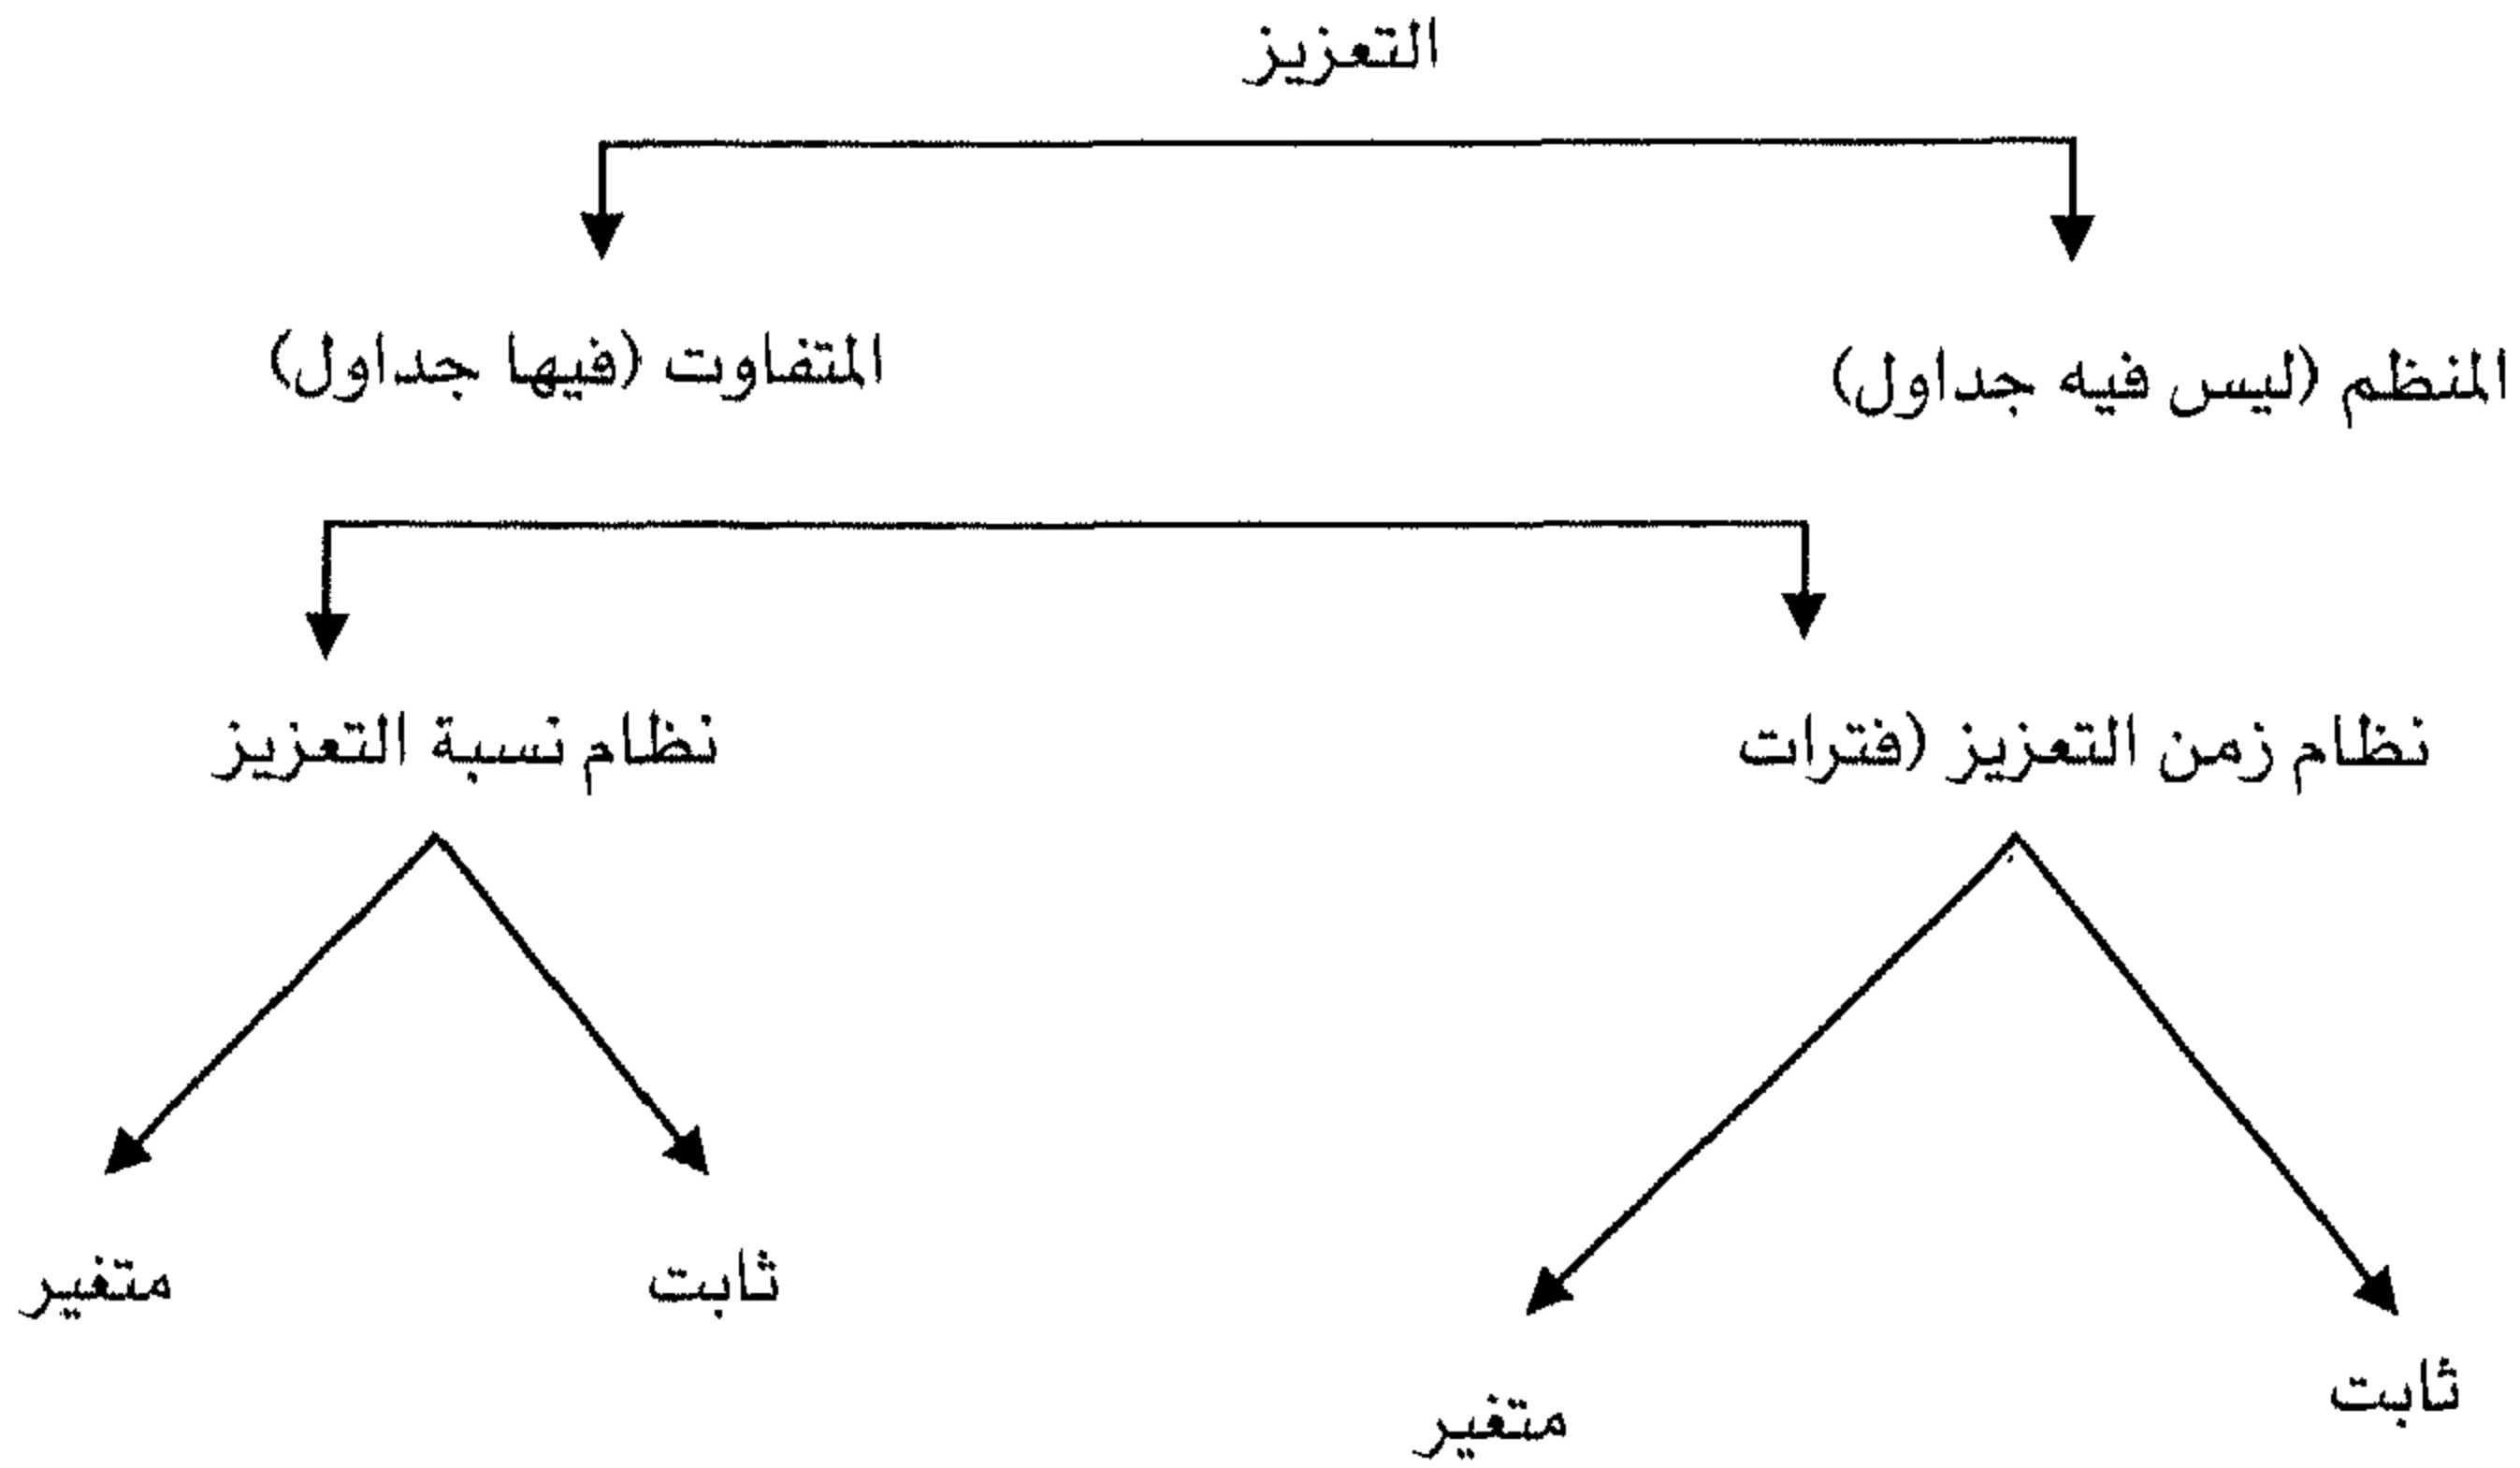 التعزيز
المنظم (ليس فيه جداول)
المتفاوت (فيها جداول)
نظام زمن التعزيز (فترات
نظام نسبة التعزيز
ثابت
متغير
ثابت
متغير